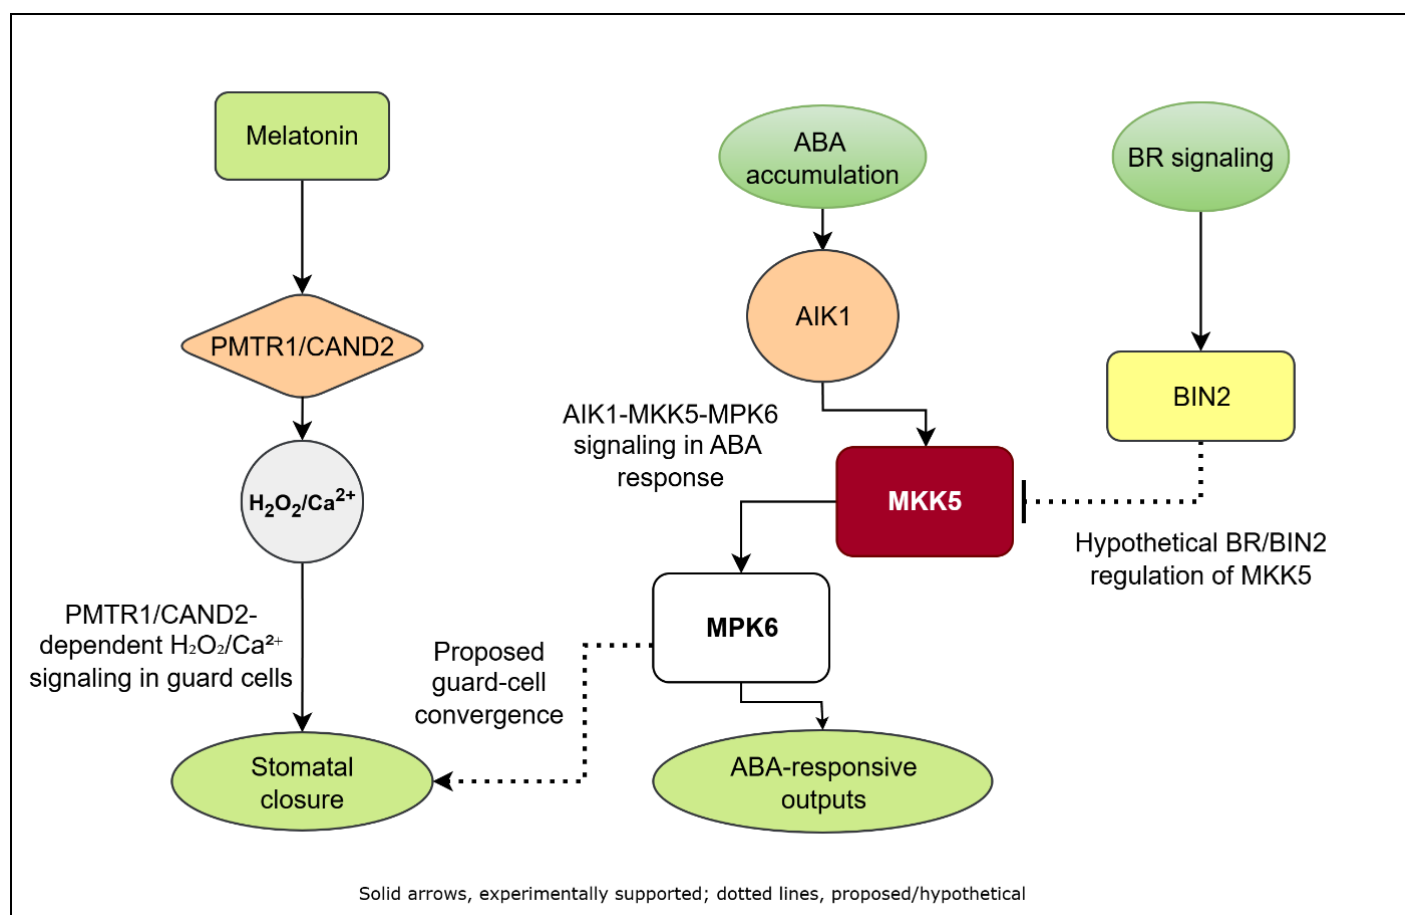 Melatonin
PMTR1/CAND2
H₂O₂/Ca²⁺
PMTR1/CAND2-
dependent H₂O₂/Ca²⁺
signaling in guard cells
Stomatal
closure
ABA
accumulation
AIK1
AIK1-MKK5-MPK6
signaling in ABA
response
MKK5
MPK6
Proposed
guard-cell
convergence
ABA-responsive
outputs
BR signaling
BIN2
Hypothetical BR/BIN2
regulation of MKK5
Solid arrows, experimentally supported; dotted lines, proposed/hypothetical